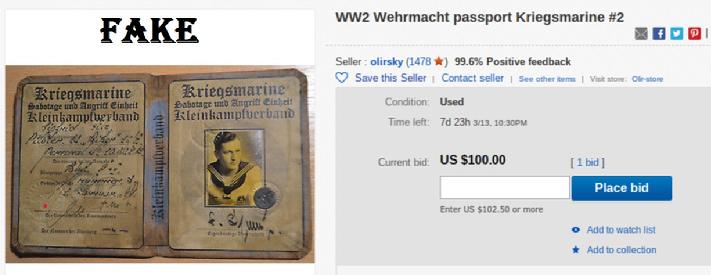 FAKE
Kriegsmarine
Sabotage und Angriff Einheit
Kleinkampfverband
Kleinkampfverband
Kriegsmarine
Sabotage und Angriff Einheit
Kleinkampfverband
WW2 Wehrmacht passport Kriegsmarine #2
Seller : olirsky (1478 ★) 99.6% Positive feedback
Save this Seller | Contact seller | See other items | Visit store: Olir-store
Condition: Used
Time left: 7d 23h 3/13, 10:30PM
Current bid: US $100.00 [ 1 bid ]
Place bid
Enter US $102.50 or more
Add to watch list
Add to collection